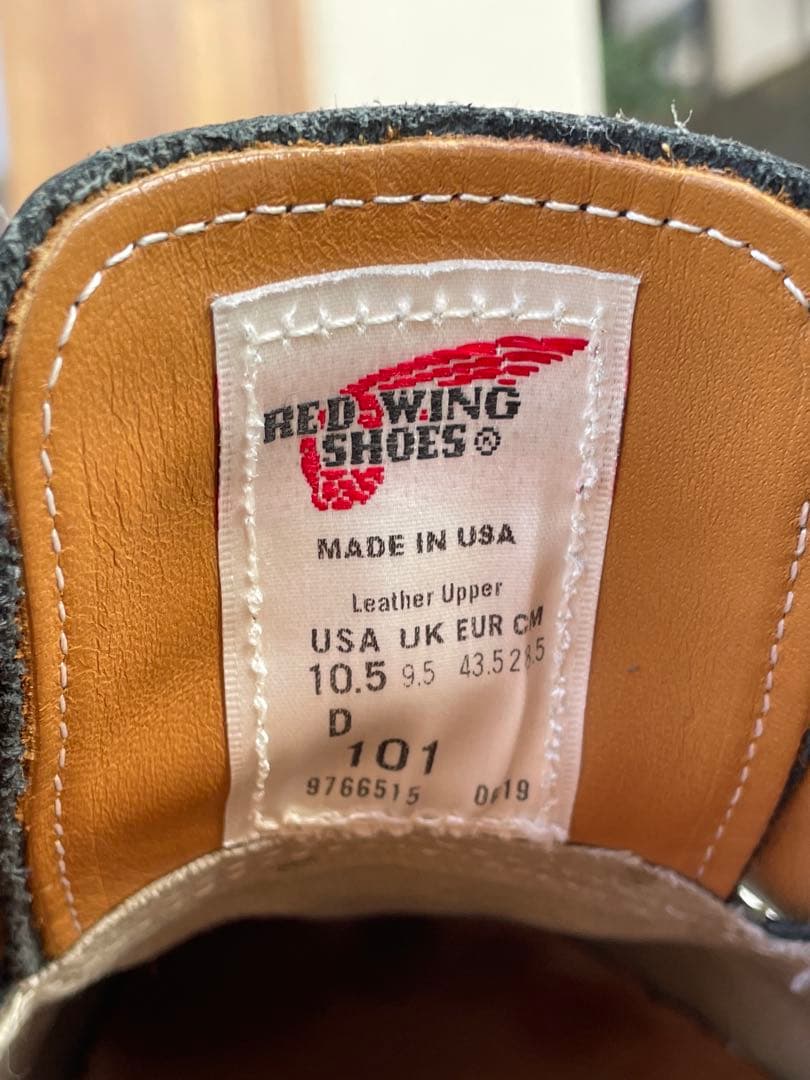 RED WING
SHOES®
MADE IN USA
Leather Upper
USA UK EUR CM
10.5 9.5 43.5 28.5
D
101
9766515